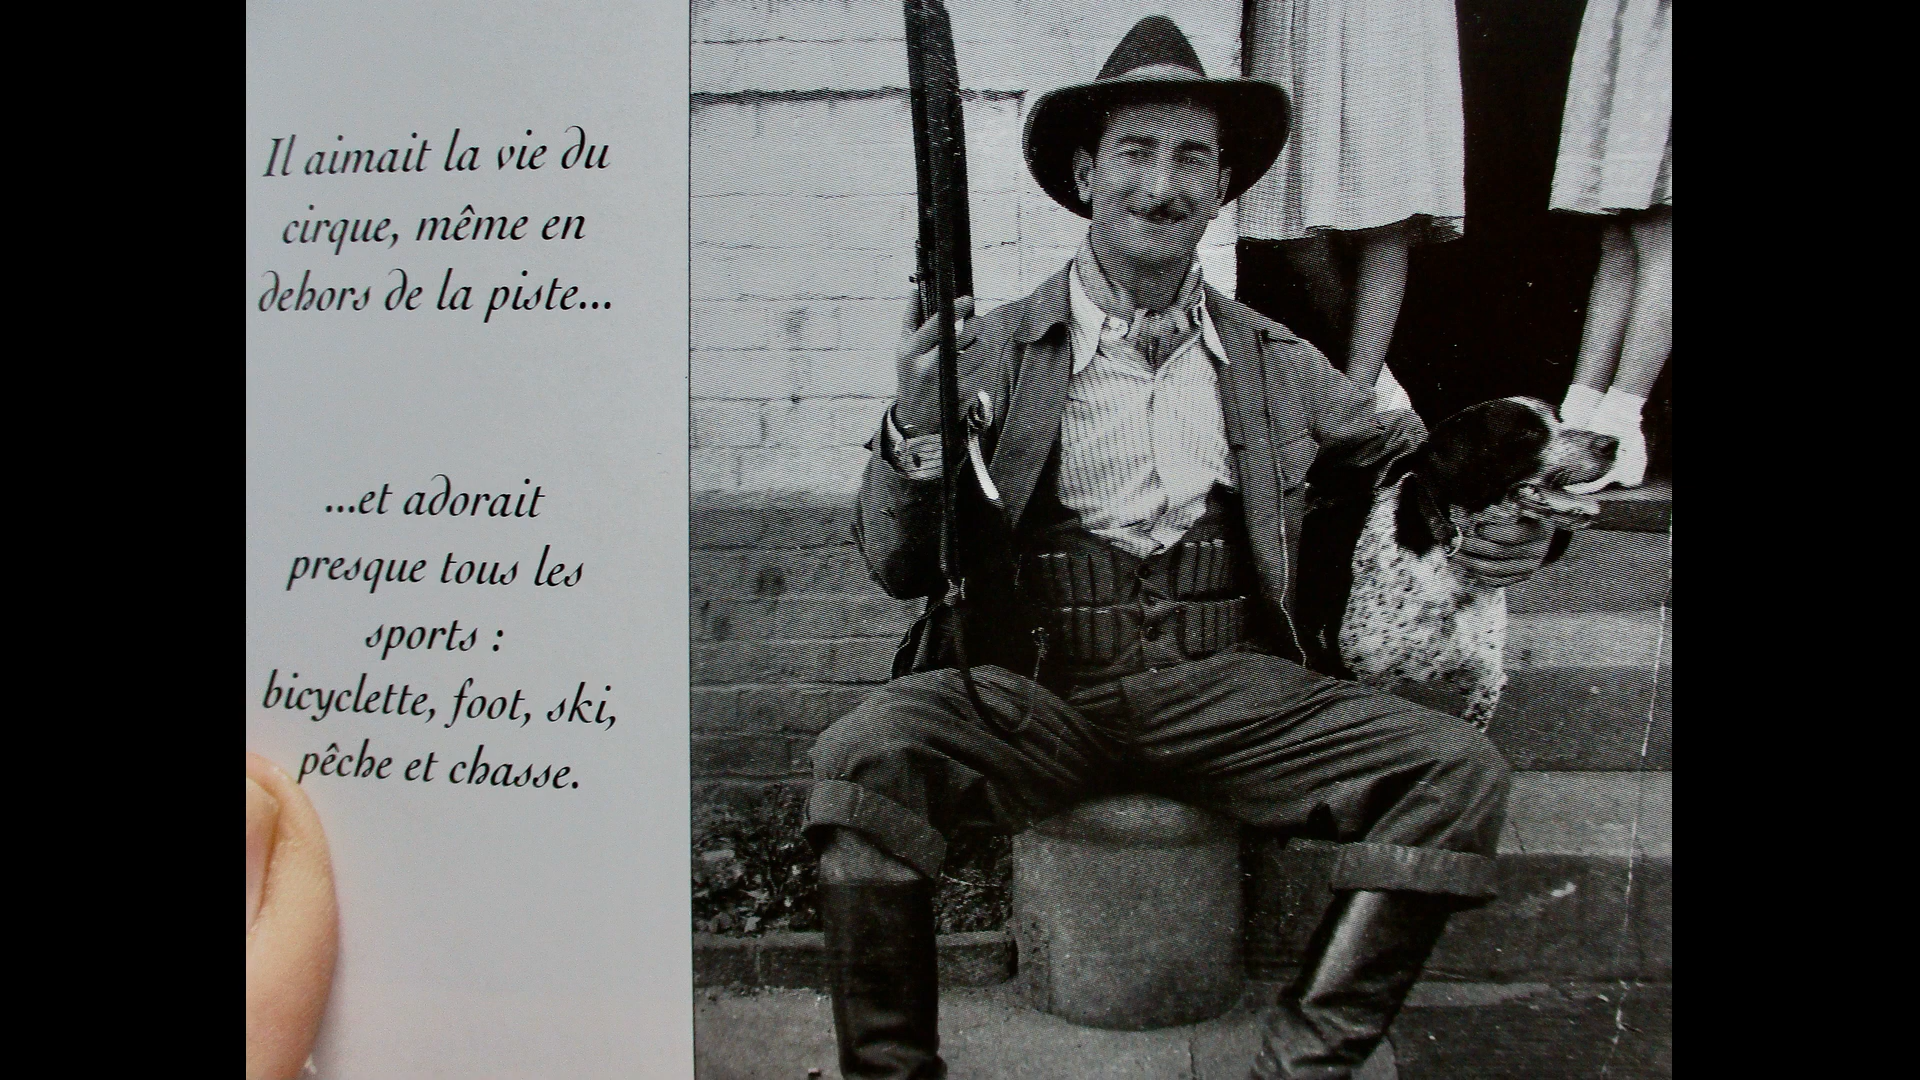 Il aimait la vie du
cirque, même en
dehors de la piste...
...et adorait
presque tous les
sports :
bicyclette, foot, ski,
pêche et chasse.